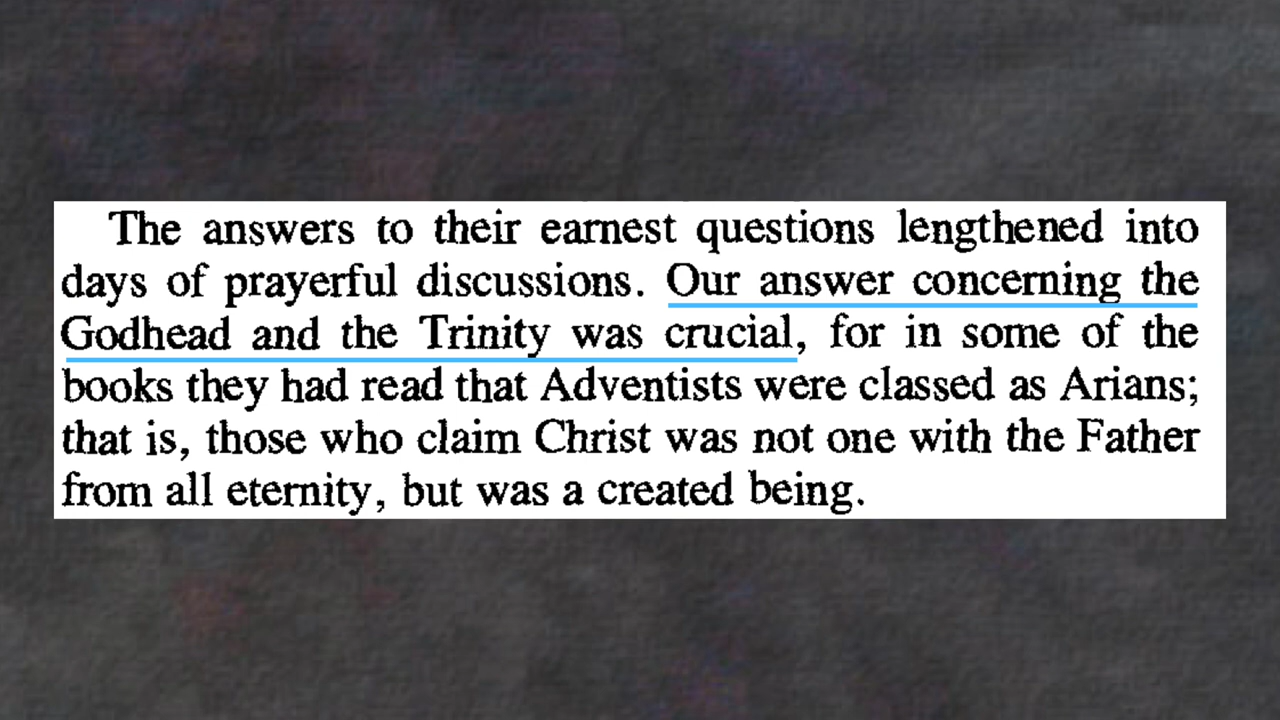 The answers to their earnest questions lengthened into
days of prayerful discussions. Our answer concerning the
Godhead and the Trinity was crucial, for in some of the
books they had read that Adventists were classed as Arians;
that is, those who claim Christ was not one with the Father
from all eternity, but was a created being.